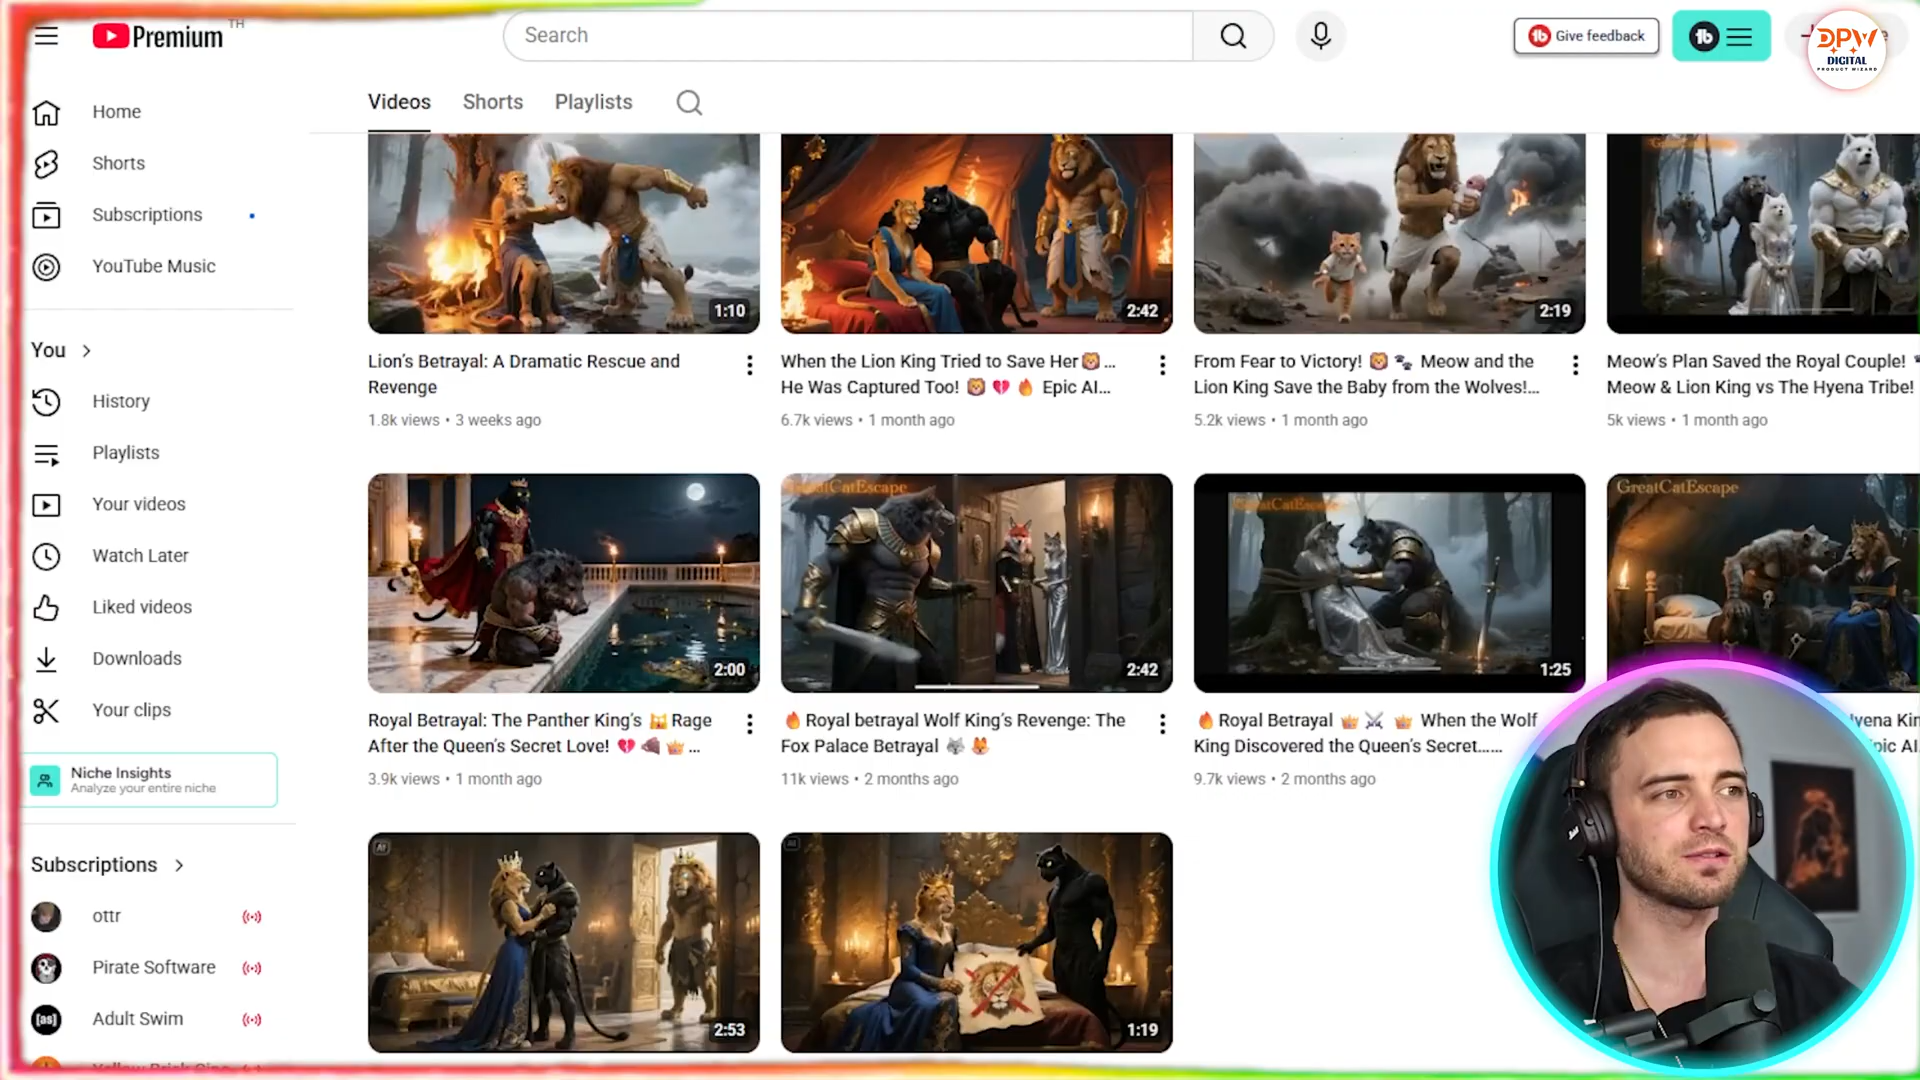 Premium TH
Search
Give feedback
DPW
DIGITAL
PRODUCT WIZARD
Home
Shorts
Subscriptions
YouTube Music
You
History
Playlists
Your videos
Watch Later
Liked videos
Downloads
Your clips
Niche Insights
Analyze your entire niche
Subscriptions
ottr
Pirate Software
[as] Adult Swim
Videos Shorts Playlists
1:10
Lion's Betrayal: A Dramatic Rescue and
Revenge
1.8k views • 3 weeks ago
2:42
When the Lion King Tried to Save Her🦁...
He Was Captured Too! 🦁 💔 🔥 Epic AI...
6.7k views • 1 month ago
2:19
From Fear to Victory! 🦁 🐾 Meow and the
Lion King Save the Baby from the Wolves!...
5.2k views • 1 month ago
Meow's Plan Saved the Royal Couple! 🐾
Meow & Lion King vs The Hyena Tribe!
5k views • 1 month ago
2:00
Royal Betrayal: The Panther King's 🙀 Rage
After the Queen's Secret Love! 💔 🐗 👑 ...
3.9k views • 1 month ago
GreatCatEscape
2:42
🔥Royal betrayal Wolf King's Revenge: The
Fox Palace Betrayal 🐺 🦊
11k views • 2 months ago
GreatCatEscape
1:25
🔥Royal Betrayal 👑 ⚔️ 👑 When the Wolf
King Discovered the Queen's Secret......
9.7k views • 2 months ago
GreatCatEscape
AI
2:53
AI
1:19